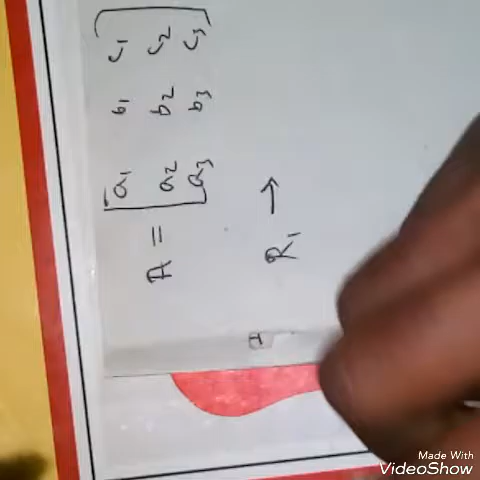 A = [a₁ b₁ c₁
a₂ b₂ c₂
a₃ b₃ c₃]
R₁ →
Made With
VideoShow